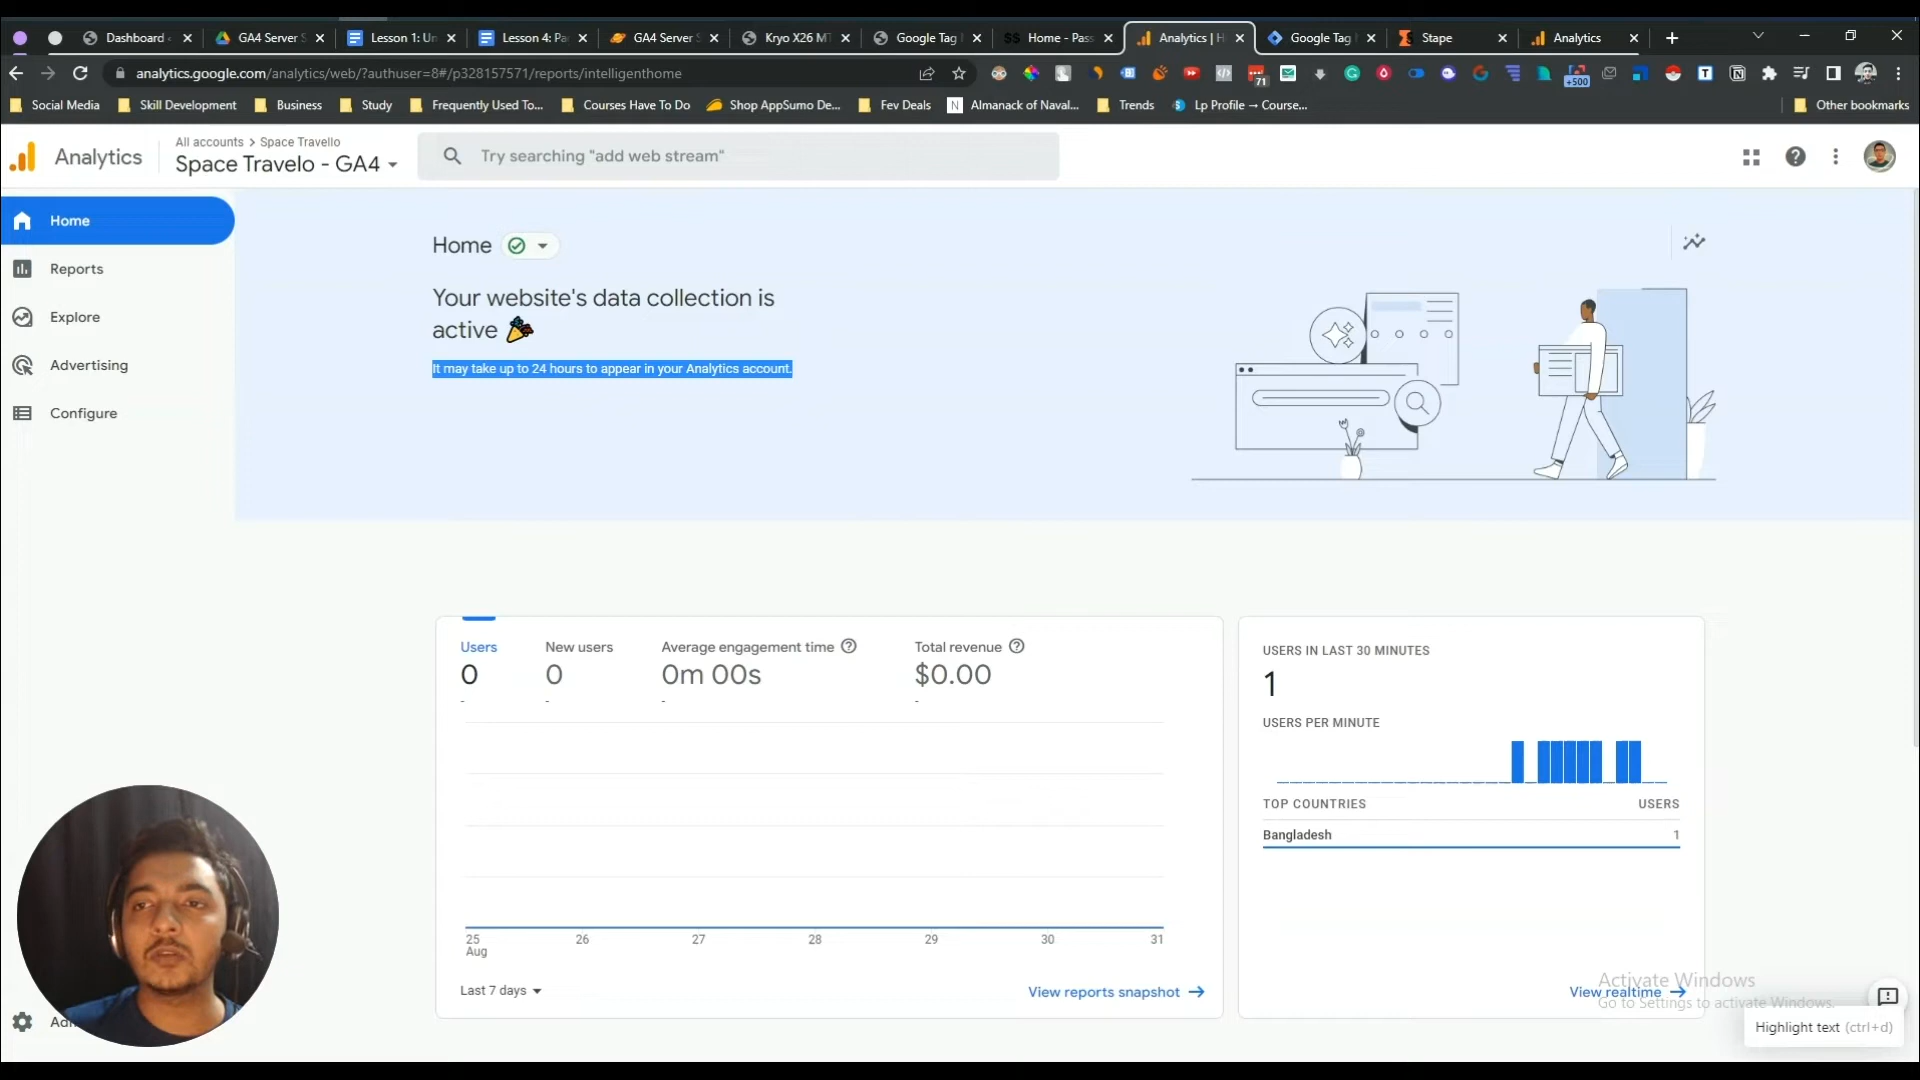 Dashboard
GA4 Server S
Lesson 1: Un
Lesson 4: Pa
GA4 Server S
Kryo X26 MT
Google Tag
$$ Home - Pass
Analytics | H
Google Tag
Stape
Analytics
analytics.google.com/analytics/web/?authuser=8#/p328157571/reports/intelligenthome
71
+500
Social Media
Skill Development
Business
Study
Frequently Used To...
Courses Have To Do
Shop AppSumo De...
Fev Deals
Almanack of Naval...
Trends
Lp Profile → Course...
Other bookmarks
Analytics
All accounts > Space Travello
Space Travelo - GA4
Try searching "add web stream"
Home
Reports
Explore
Advertising
Configure
Home
Your website's data collection is
active
It may take up to 24 hours to appear in your Analytics account.
Users
0
-
New users
0
-
Average engagement time
0m 00s
-
Total revenue
$0.00
-
25
Aug
26
27
28
29
30
31
Last 7 days
View reports snapshot
USERS IN LAST 30 MINUTES
1
USERS PER MINUTE
TOP COUNTRIES USERS
Bangladesh 1
View realtime
Activate Windows
Go to Settings to activate Windows.
Highlight text (ctrl+d)